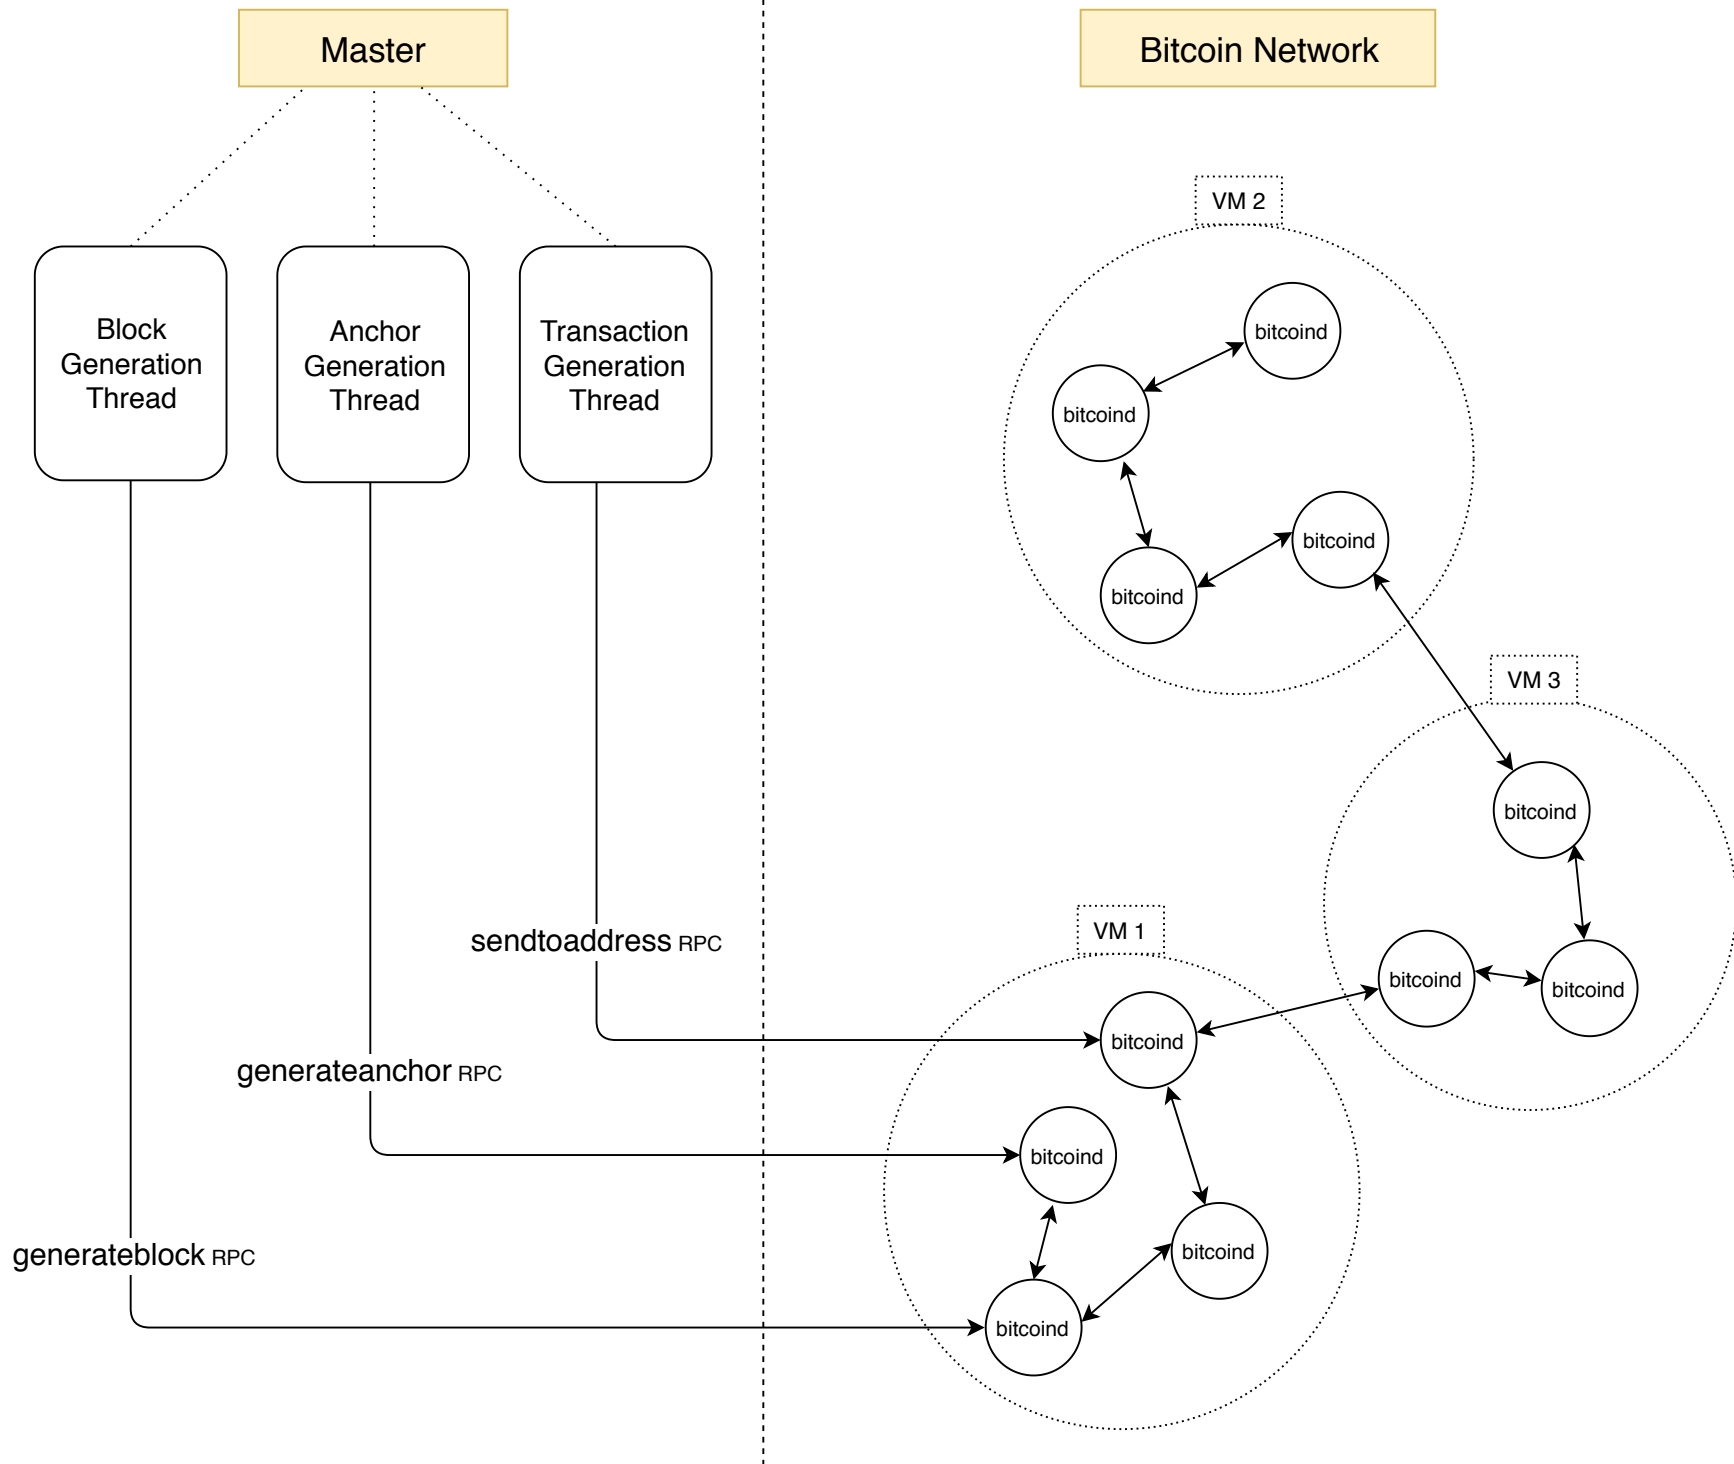 Master
Bitcoin Network
Block
Generation
Thread
Anchor
Generation
Thread
Transaction
Generation
Thread
sendtoaddress RPC
generateanchor RPC
generateblock RPC
VM 2
bitcoind
bitcoind
bitcoind
bitcoind
VM 3
bitcoind
bitcoind
bitcoind
VM 1
bitcoind
bitcoind
bitcoind
bitcoind